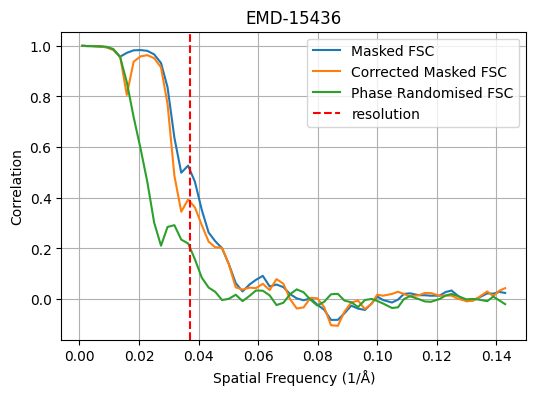 EMD-15436
Masked FSC
Corrected Masked FSC
Phase Randomised FSC
resolution
Correlation
1.0
0.8
0.6
0.4
0.2
0.0
0.00 0.02 0.04 0.06 0.08 0.10 0.12 0.14
Spatial Frequency (1/Å)